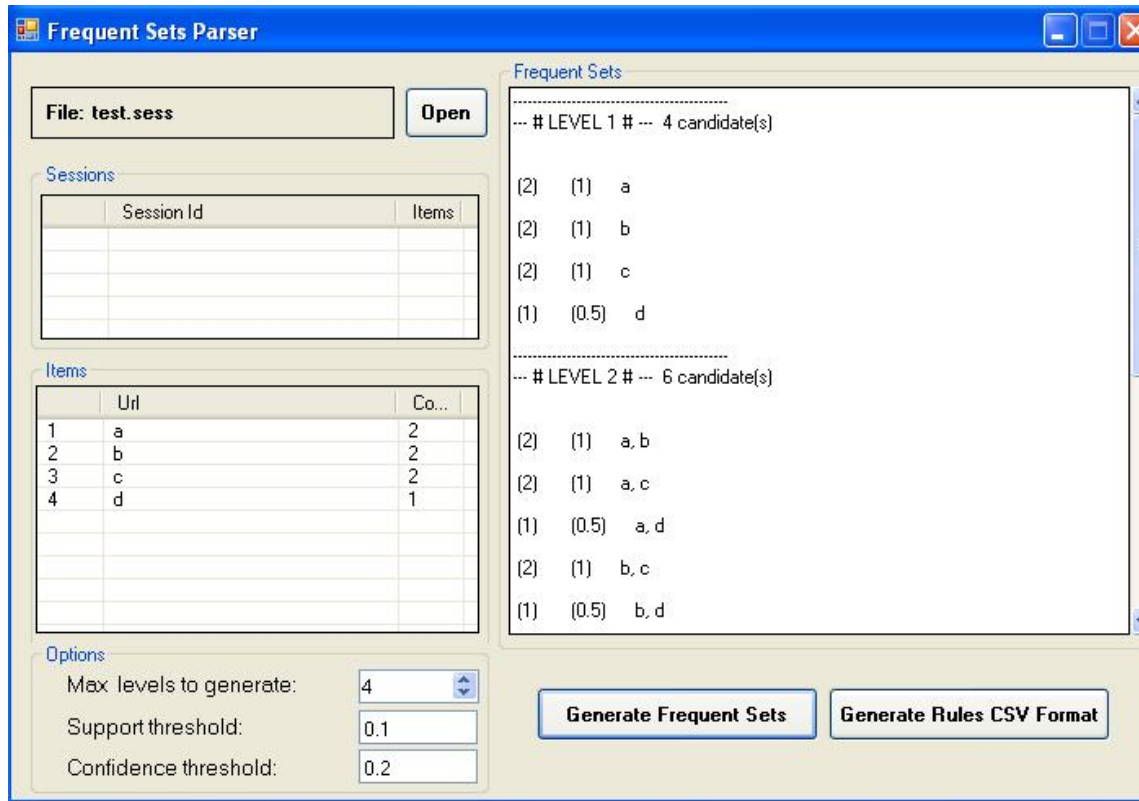 Frequent Sets Parser
File: test.sess
Open
Sessions
Session Id Items
Items
Url Co...
1 a 2
2 b 2
3 c 2
4 d 1
Options
Max levels to generate: 4
Support threshold: 0.1
Confidence threshold: 0.2
Frequent Sets
--------------------------------------------
--- # LEVEL 1 # --- 4 candidate(s)
(2) (1) a
(2) (1) b
(2) (1) c
(1) (0.5) d
--------------------------------------------
--- # LEVEL 2 # --- 6 candidate(s)
(2) (1) a, b
(2) (1) a, c
(1) (0.5) a, d
(2) (1) b, c
(1) (0.5) b, d
Generate Frequent Sets
Generate Rules CSV Format